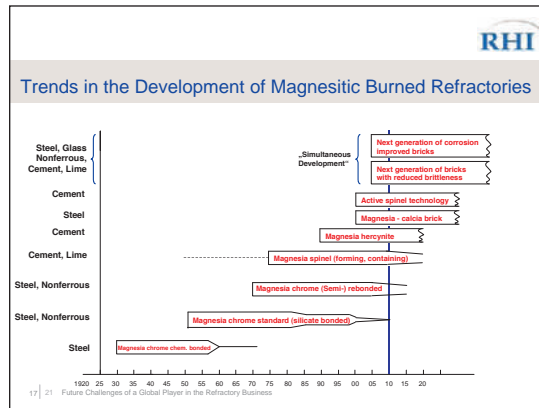 RHI
Trends in the Development of Magnesitic Burned Refractories
Steel, Glass
Nonferrous,
Cement, Lime
„Simultaneous
Development“
Next generation of corrosion
improved bricks
Next generation of bricks
with reduced brittleness
Cement
Active spinel technology
Steel
Magnesia - calcia brick
Cement
Magnesia hercynite
Cement, Lime
Magnesia spinel (forming, containing)
Steel, Nonferrous
Magnesia chrome (Semi-) rebonded
Steel, Nonferrous
Magnesia chrome standard (silicate bonded)
Steel
Magnesia chrome chem. bonded
1920 25 30 35 40 45 50 55 60 65 70 75 80 85 90 95 00 05 10 15 20
17 | 21 Future Challenges of a Global Player in the Refractory Business